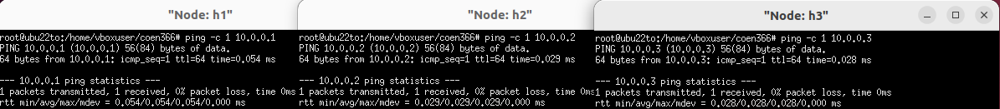 "Node: h1"
root@ubu22to:/home/vboxuser/coen366# ping -c 1 10.0.0.1
PING 10.0.0.1 (10.0.0.1) 56(84) bytes of data.
64 bytes from 10.0.0.1: icmp_seq=1 ttl=64 time=0.054 ms
--- 10.0.0.1 ping statistics ---
1 packets transmitted, 1 received, 0% packet loss, time 0ms
rtt min/avg/max/mdev = 0.054/0.054/0.054/0.000 ms
"Node: h2"
root@ubu22to:/home/vboxuser/coen366# ping -c 1 10.0.0.2
PING 10.0.0.2 (10.0.0.2) 56(84) bytes of data.
64 bytes from 10.0.0.2: icmp_seq=1 ttl=64 time=0.029 ms
--- 10.0.0.2 ping statistics ---
1 packets transmitted, 1 received, 0% packet loss, time 0ms
rtt min/avg/max/mdev = 0.029/0.029/0.029/0.000 ms
"Node: h3"
root@ubu22to:/home/vboxuser/coen366# ping -c 1 10.0.0.3
PING 10.0.0.3 (10.0.0.3) 56(84) bytes of data.
64 bytes from 10.0.0.3: icmp_seq=1 ttl=64 time=0.028 ms
--- 10.0.0.3 ping statistics ---
1 packets transmitted, 1 received, 0% packet loss, time 0ms
rtt min/avg/max/mdev = 0.028/0.028/0.028/0.000 ms